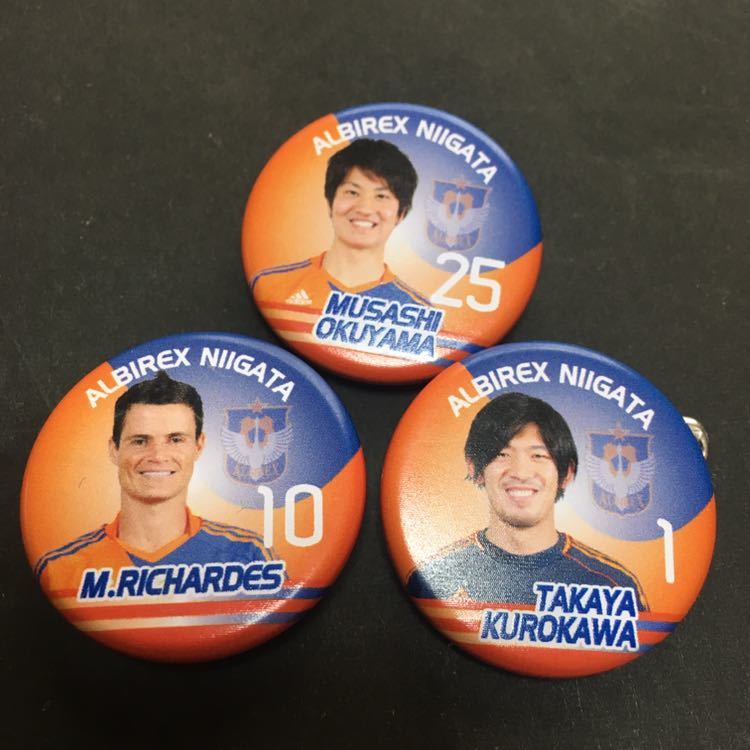 ALBIREX NIIGATA
25
MUSASHI
OKUYAMA
ALBIREX NIIGATA
10
M.RICHARDES
ALBIREX NIIGATA
1
TAKAYA
KUROKAWA